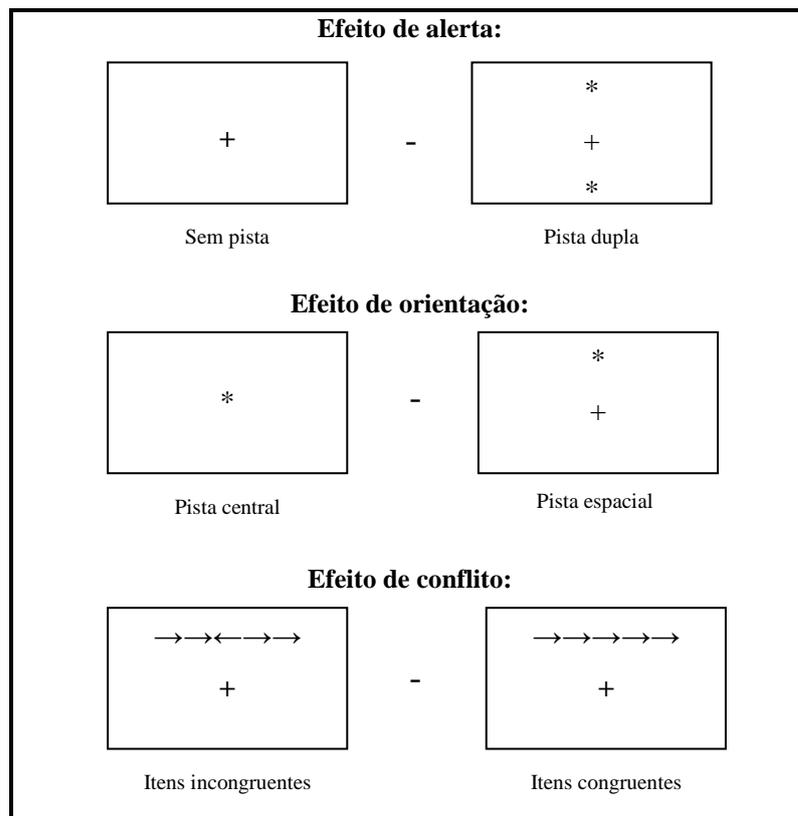 Efeito de alerta:
*
+ - +
*
Sem pista Pista dupla
Efeito de orientação:
*
* - +
Pista central Pista espacial
Efeito de conflito:
→→←→→ →→→→→
+ - +
Itens incongruentes Itens congruentes